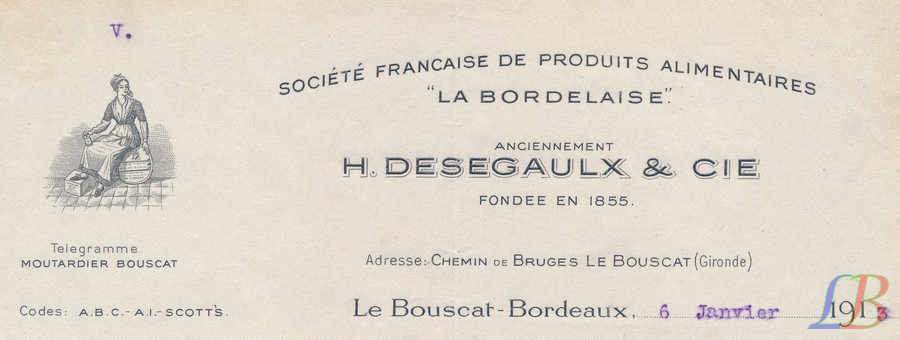 V.
SOCIÉTÉ FRANCAISE DE PRODUITS ALIMENTAIRES
"LA BORDELAISE".
ANCIENNEMENT
H. DESEGAULX & CIE
FONDEE EN 1855.
Telegramme
MOUTARDIER BOUSCAT
Adresse: CHEMIN DE BRUGES LE BOUSCAT (Gironde)
Codes: A.B.C.-A.I.-SCOTT'S.
Le Bouscat-Bordeaux, 6 Janvier 1913
LB